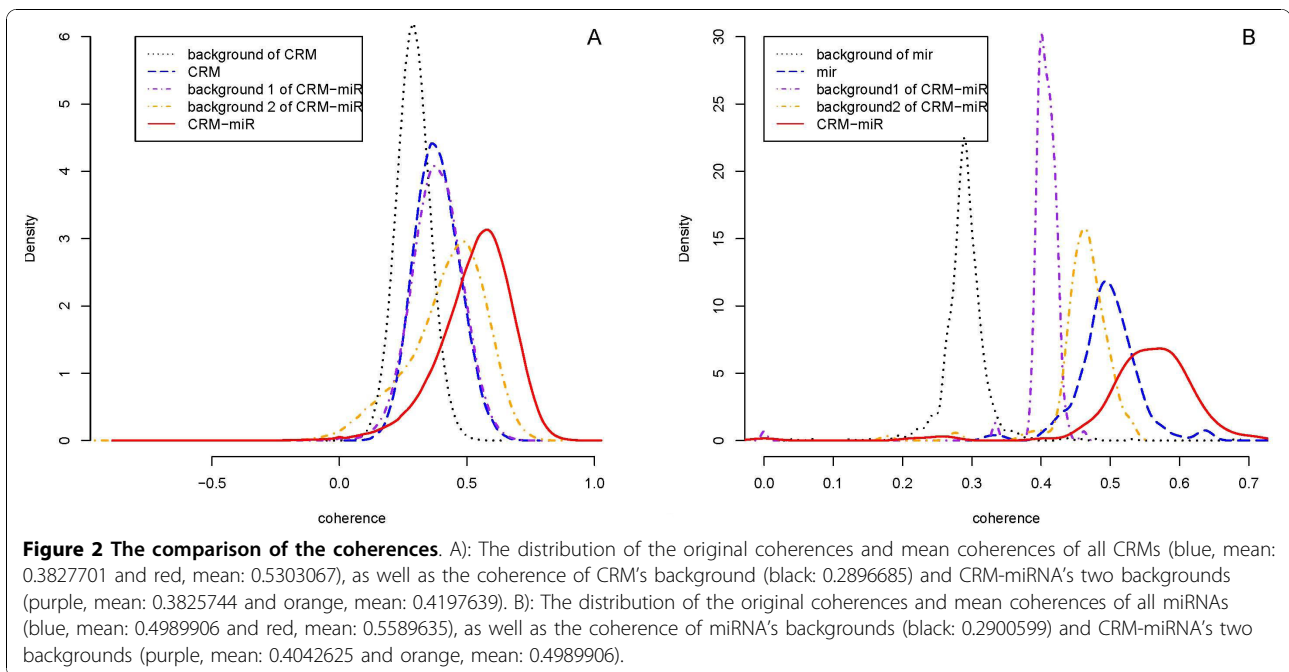 A
background of CRM
CRM
background 1 of CRM−miR
background 2 of CRM−miR
CRM−miR
Density
0
1
2
3
4
5
6
−0.5
0.0
0.5
1.0
coherence
B
background of mir
mir
background1 of CRM−miR
background2 of CRM−miR
CRM−miR
Density
0
5
10
15
20
25
30
0.0
0.1
0.2
0.3
0.4
0.5
0.6
0.7
coherence
Figure 2 The comparison of the coherences. A): The distribution of the original coherences and mean coherences of all CRMs (blue, mean:
0.3827701 and red, mean: 0.5303067), as well as the coherence of CRM's background (black: 0.2896685) and CRM-miRNA's two backgrounds
(purple, mean: 0.3825744 and orange, mean: 0.4197639). B): The distribution of the original coherences and mean coherences of all miRNAs
(blue, mean: 0.4989906 and red, mean: 0.5589635), as well as the coherence of miRNA's backgrounds (black: 0.2900599) and CRM-miRNA's two
backgrounds (purple, mean: 0.4042625 and orange, mean: 0.4989906).